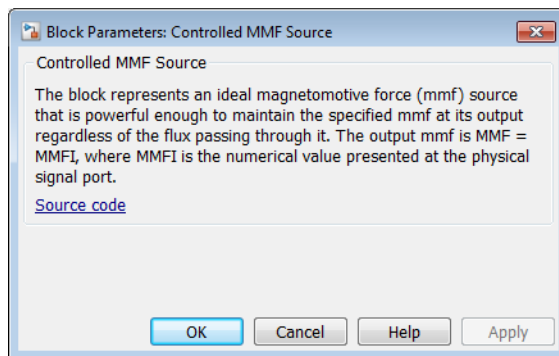 Block Parameters: Controlled MMF Source
Controlled MMF Source
The block represents an ideal magnetomotive force (mmf) source
that is powerful enough to maintain the specified mmf at its output
regardless of the flux passing through it. The output mmf is MMF =
MMFI, where MMFI is the numerical value presented at the physical
signal port.
Source code
OK Cancel Help Apply